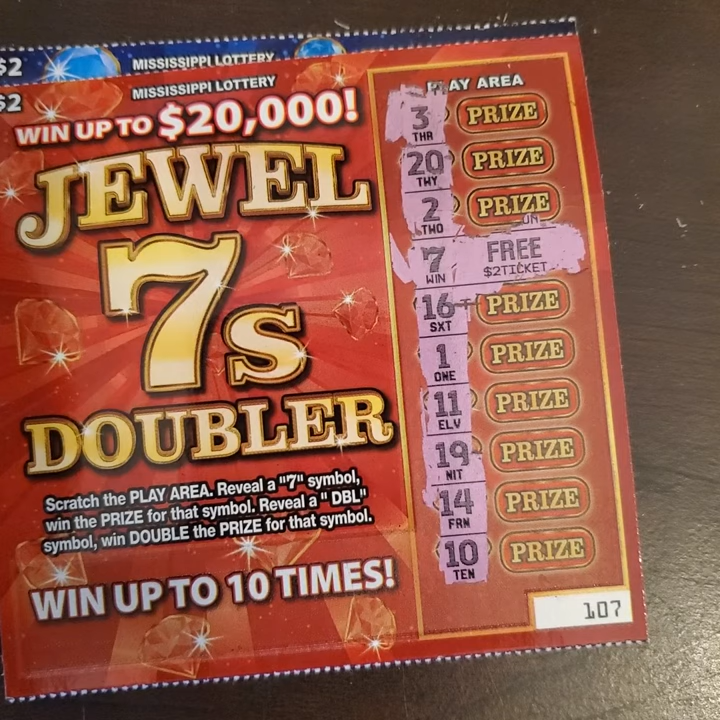 $2
MISSISSIPPI LOTTERY
$2
MISSISSIPPI LOTTERY
WIN UP TO $20,000!
JEWEL
7s
DOUBLER
Scratch the PLAY AREA. Reveal a "7" symbol,
win the PRIZE for that symbol. Reveal a " DBL"
symbol, win DOUBLE the PRIZE for that symbol.
WIN UP TO 10 TIMES!
PLAY AREA
3 PRIZE
THR
20 PRIZE
TWY
2 PRIZE
TWO
7 FREE
WIN $2TICKET
16 PRIZE
SXT
1 PRIZE
ONE
11 PRIZE
ELV
19 PRIZE
NIT
14 PRIZE
FRN
10 PRIZE
TEN
107